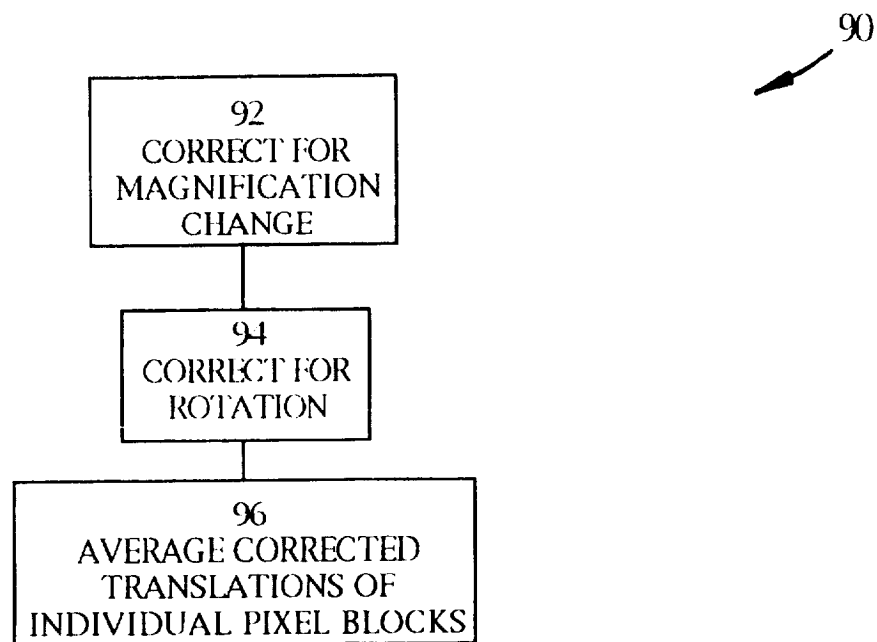 90
92
CORRECT FOR
MAGNIFICATION
CHANGE
94
CORRECT FOR
ROTATION
96
AVERAGE CORRECTED
TRANSLATIONS OF
INDIVIDUAL PIXEL BLOCKS